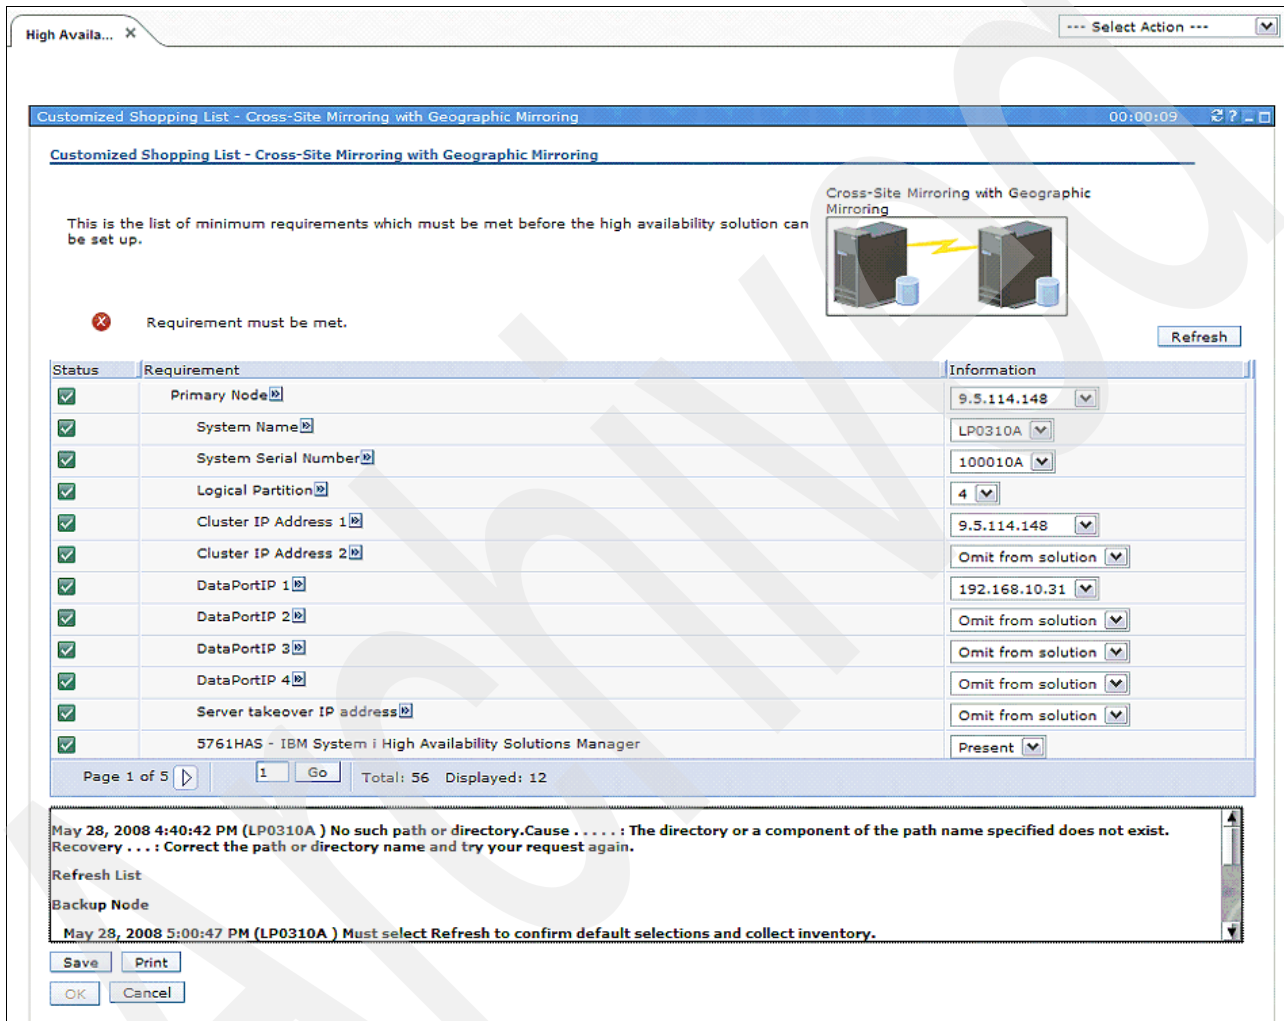 High Availa...
--- Select Action ---
Customized Shopping List - Cross-Site Mirroring with Geographic Mirroring 00:00:09
Customized Shopping List - Cross-Site Mirroring with Geographic Mirroring
Cross-Site Mirroring with Geographic
Mirroring
This is the list of minimum requirements which must be met before the high availability solution can
be set up.
Requirement must be met.
Refresh
Status Requirement Information
Primary Node 9.5.114.148
System Name LP0310A
System Serial Number 100010A
Logical Partition 4
Cluster IP Address 1 9.5.114.148
Cluster IP Address 2 Omit from solution
DataPortIP 1 192.168.10.31
DataPortIP 2 Omit from solution
DataPortIP 3 Omit from solution
DataPortIP 4 Omit from solution
Server takeover IP address Omit from solution
5761HAS - IBM System i High Availability Solutions Manager Present
Page 1 of 5 1 Go Total: 56 Displayed: 12
May 28, 2008 4:40:42 PM (LP0310A ) No such path or directory.Cause . . . . . : The directory or a component of the path name specified does not exist.
Recovery . . . : Correct the path or directory name and try your request again.
Refresh List
Backup Node
May 28, 2008 5:00:47 PM (LP0310A ) Must select Refresh to confirm default selections and collect inventory.
Save Print
OK Cancel
Archived